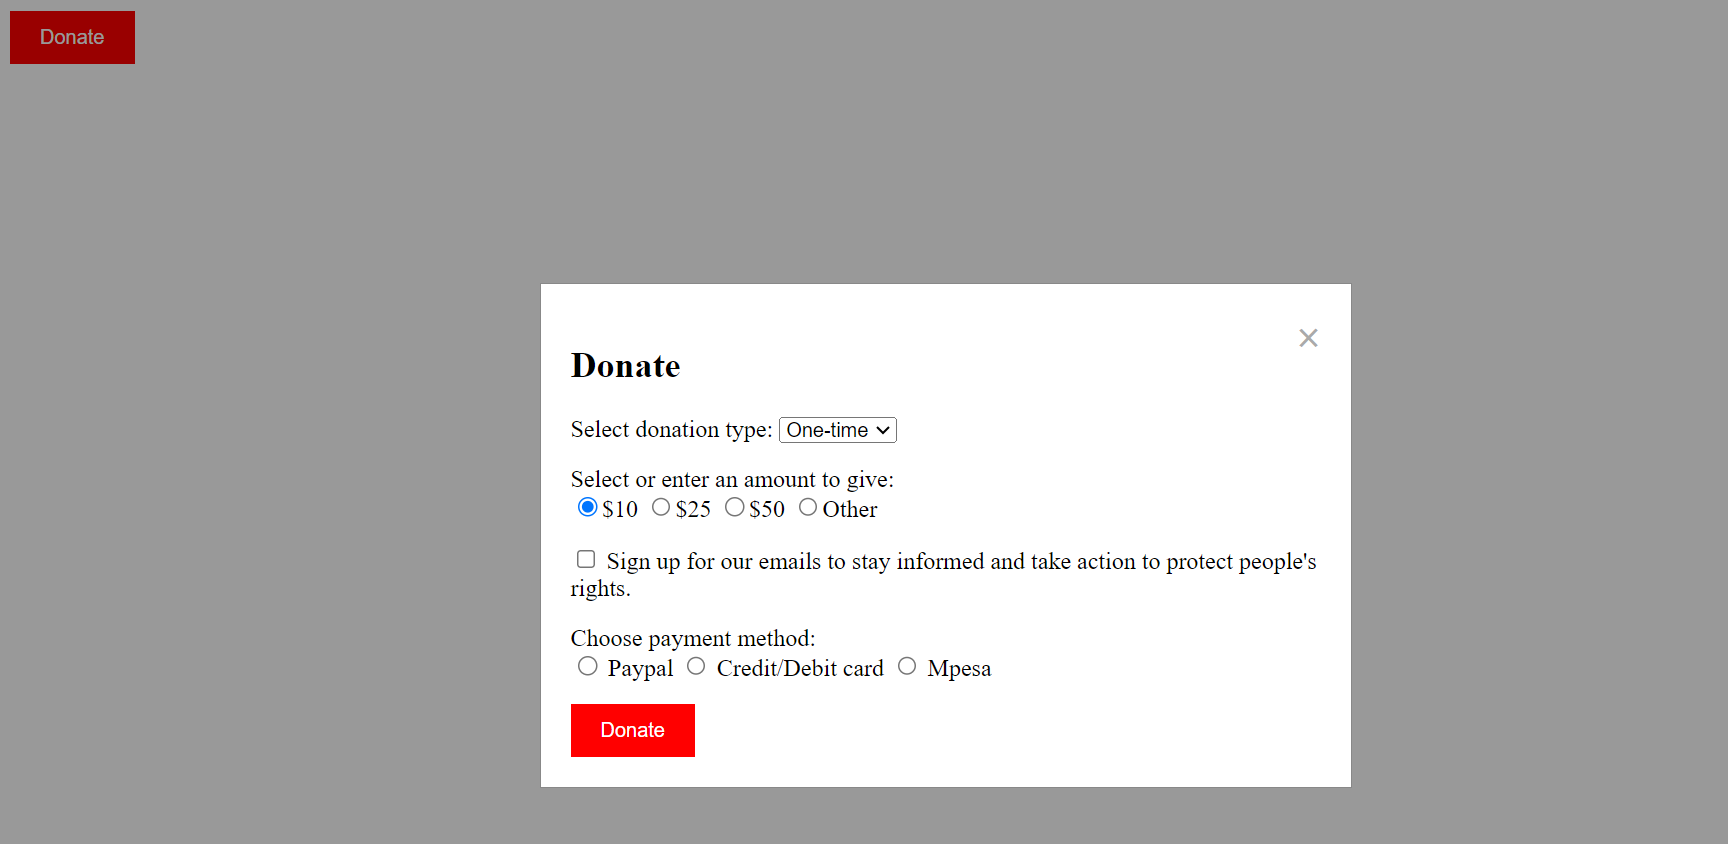 Donate
×
Donate
Select donation type: One-time
Select or enter an amount to give:
$10 $25 $50 Other
Sign up for our emails to stay informed and take action to protect people's
rights.
Choose payment method:
Paypal Credit/Debit card Mpesa
Donate